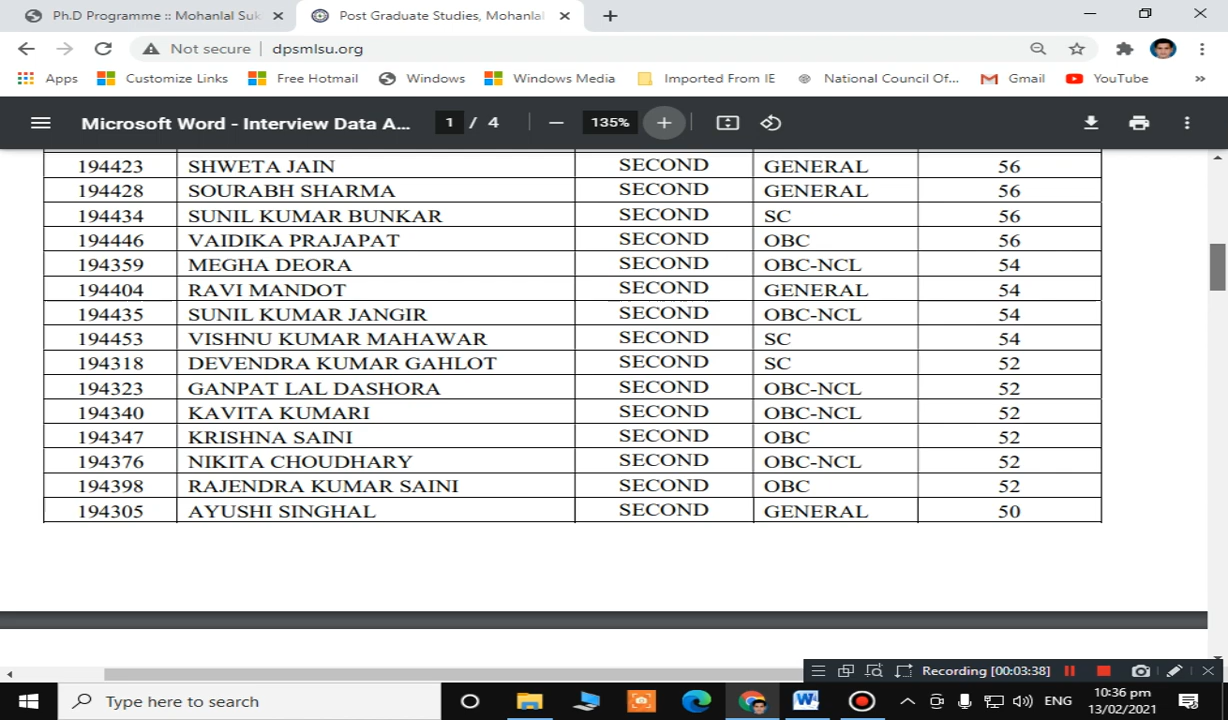 Ph.D Programme :: Mohanlal Suk
Post Graduate Studies, Mohanlal
Not secure dpsmlsu.org
Apps Customize Links Free Hotmail Windows Windows Media Imported From IE National Council Of... Gmail YouTube »
Microsoft Word - Interview Data A... 1 / 4 135%
194423 SHWETA JAIN SECOND GENERAL 56
194428 SOURABH SHARMA SECOND GENERAL 56
194434 SUNIL KUMAR BUNKAR SECOND SC 56
194446 VAIDIKA PRAJAPAT SECOND OBC 56
194359 MEGHA DEORA SECOND OBC-NCL 54
194404 RAVI MANDOT SECOND GENERAL 54
194435 SUNIL KUMAR JANGIR SECOND OBC-NCL 54
194453 VISHNU KUMAR MAHAWAR SECOND SC 54
194318 DEVENDRA KUMAR GAHLOT SECOND SC 52
194323 GANPAT LAL DASHORA SECOND OBC-NCL 52
194340 KAVITA KUMARI SECOND OBC-NCL 52
194347 KRISHNA SAINI SECOND OBC 52
194376 NIKITA CHOUDHARY SECOND OBC-NCL 52
194398 RAJENDRA KUMAR SAINI SECOND OBC 52
194305 AYUSHI SINGHAL SECOND GENERAL 50
Recording [00:03:38]
Type here to search
ENG
10:36 pm
13/02/2021